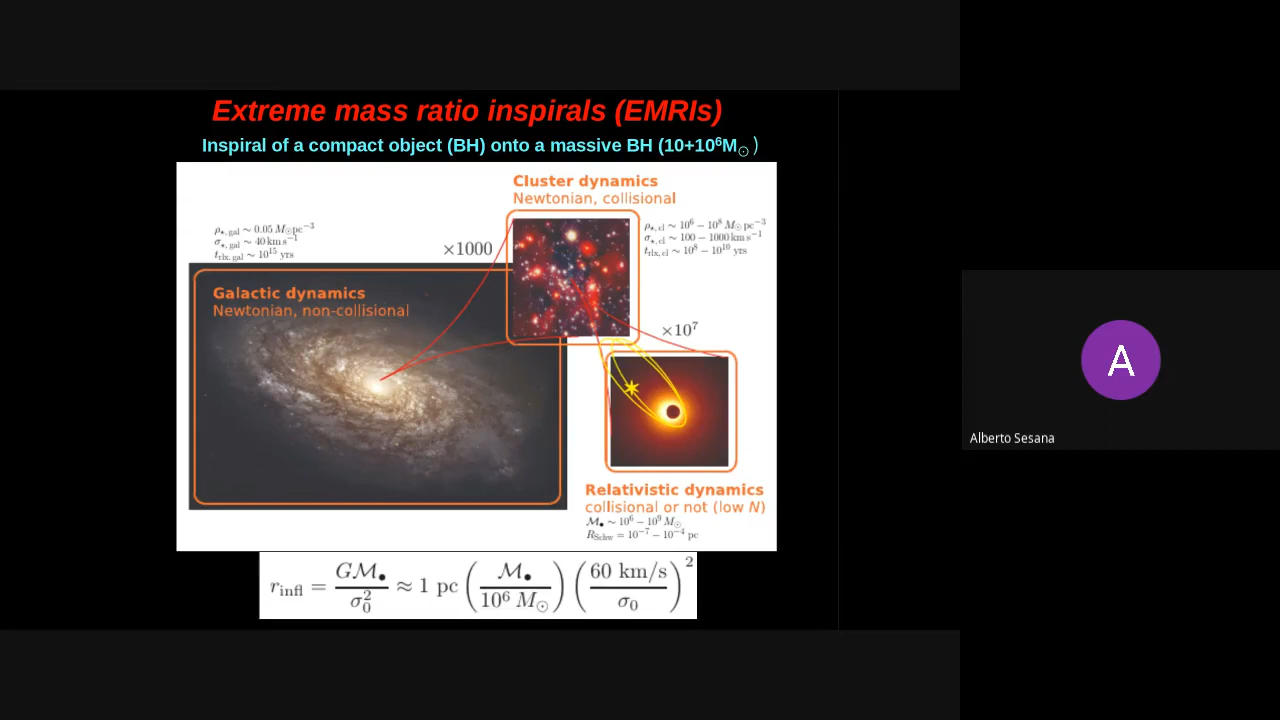 Extreme mass ratio inspirals (EMRIs)
Inspiral of a compact object (BH) onto a massive BH (10+10⁶M☉)
Cluster dynamics
Newtonian, collisional
ρ⋆,gal ∼ 0.05 M☉pc⁻³
σ⋆,gal ∼ 40 km s⁻¹
trlx,gal ∼ 10¹⁵ yrs
×1000
ρ⋆,cl ∼ 10⁶ − 10⁸ M☉ pc⁻³
σ⋆,cl ∼ 100 − 1000 km s⁻¹
trlx,cl ∼ 10⁸ − 10¹⁰ yrs
Galactic dynamics
Newtonian, non-collisional
×10⁷
Relativistic dynamics
collisional or not (low N)
M• ∼ 10⁶ − 10⁹ M☉
RSchw = 10⁻⁷ − 10⁻⁴ pc
r_infl = GM•/σ₀² ≈ 1 pc (M•/10⁶ M☉) (60 km/s/σ₀)²
A
Alberto Sesana